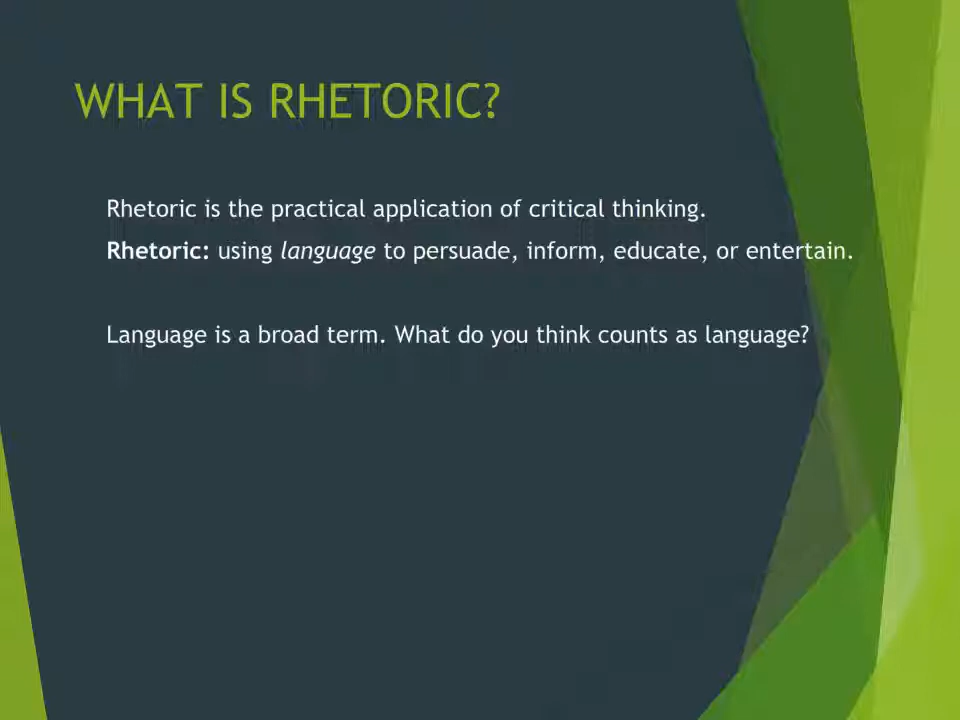 WHAT IS RHETORIC?
Rhetoric is the practical application of critical thinking.
Rhetoric: using language to persuade, inform, educate, or entertain.
Language is a broad term. What do you think counts as language?